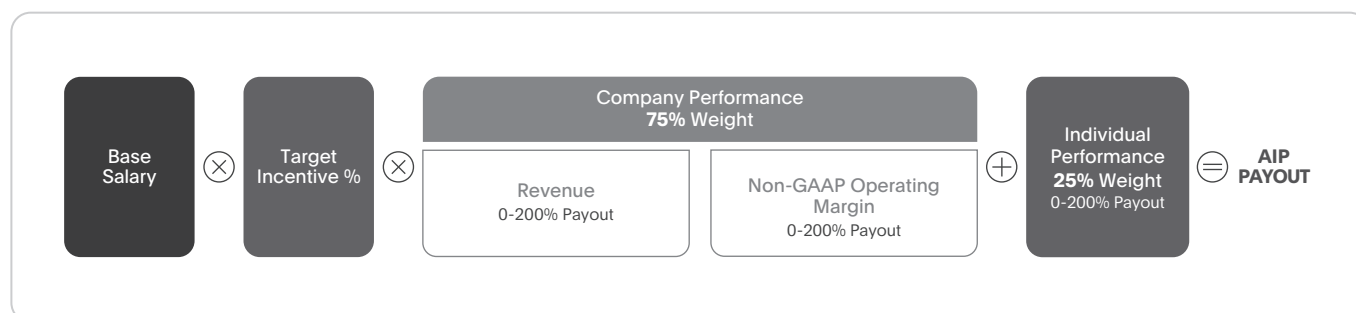 Base
Salary
×
Target
Incentive %
×
Company Performance
75% Weight
Revenue
0-200% Payout
Non-GAAP Operating
Margin
0-200% Payout
+
Individual
Performance
25% Weight
0-200% Payout
=
AIP
PAYOUT